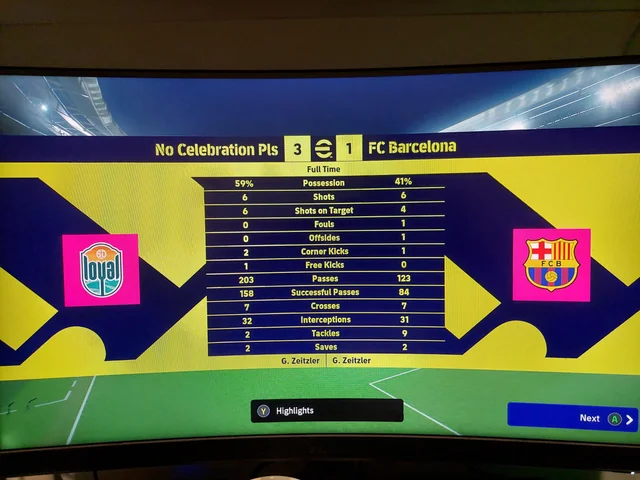 No Celebration Pls 3 1 FC Barcelona
Full Time
59% Possession 41%
6 Shots 6
6 Shots on Target 4
0 Fouls 1
0 Offsides 1
2 Corner Kicks 1
1 Free Kicks 0
203 Passes 123
158 Successful Passes 84
7 Crosses 7
32 Interceptions 31
2 Tackles 9
2 Saves 2
G. Zeitzler G. Zeitzler
SD
loyal
FCB
Y Highlights
Next A